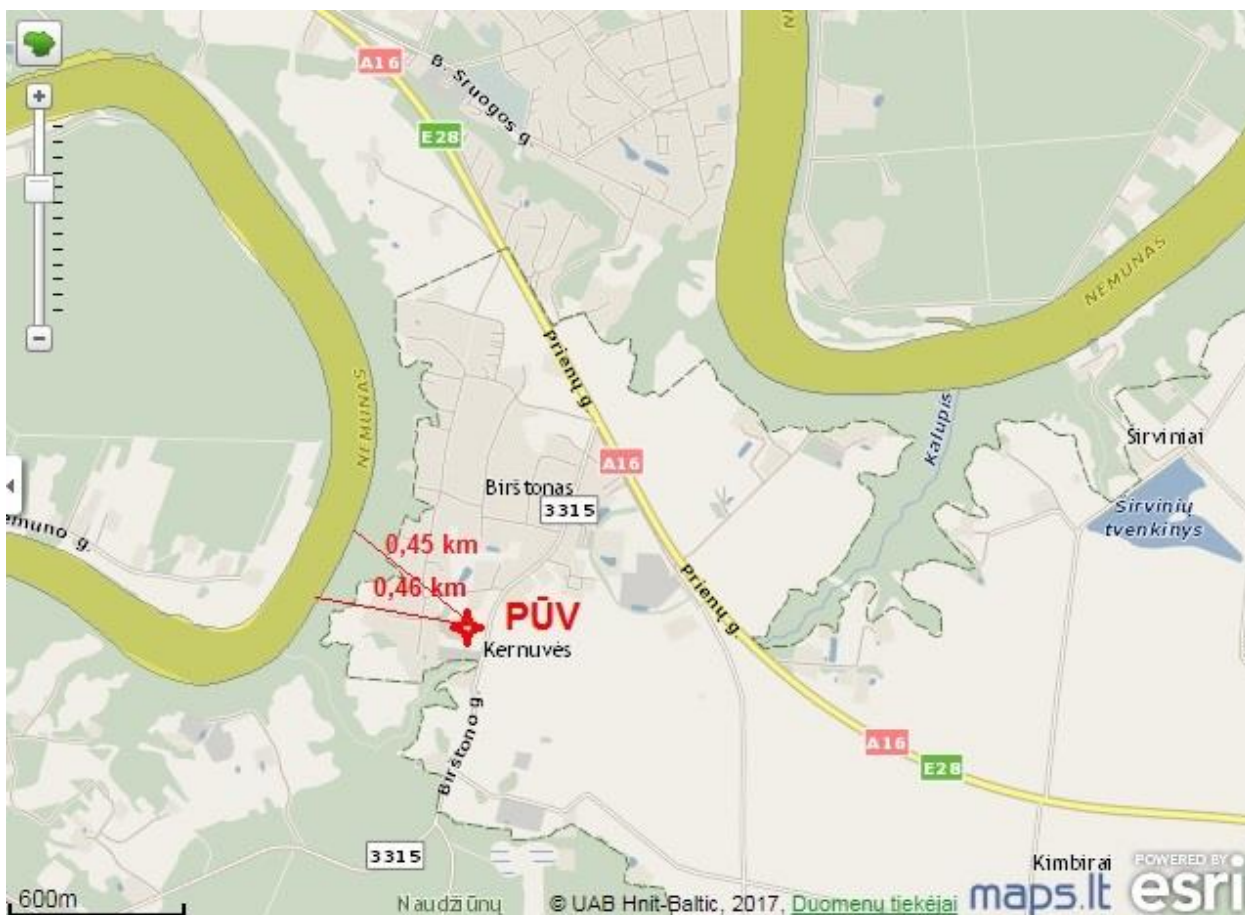 A16
B. Sruogos g.
E28
NEMUNAS
NEMUNAS
Prienų g.
Kalupis
Širviniai
A16
Širvinių
tvenkinys
Birštonas
3315
emuno g.
0,45 km
0,46 km
PŪV
Prienų g.
Kernuvės
Birštono g
A16
E28
3315
Kimbirai
600m
Naudžiūnų
© UAB Hnit-Baltic, 2017, Duomenų tiekėjai
maps.lt
POWERED BY
esri